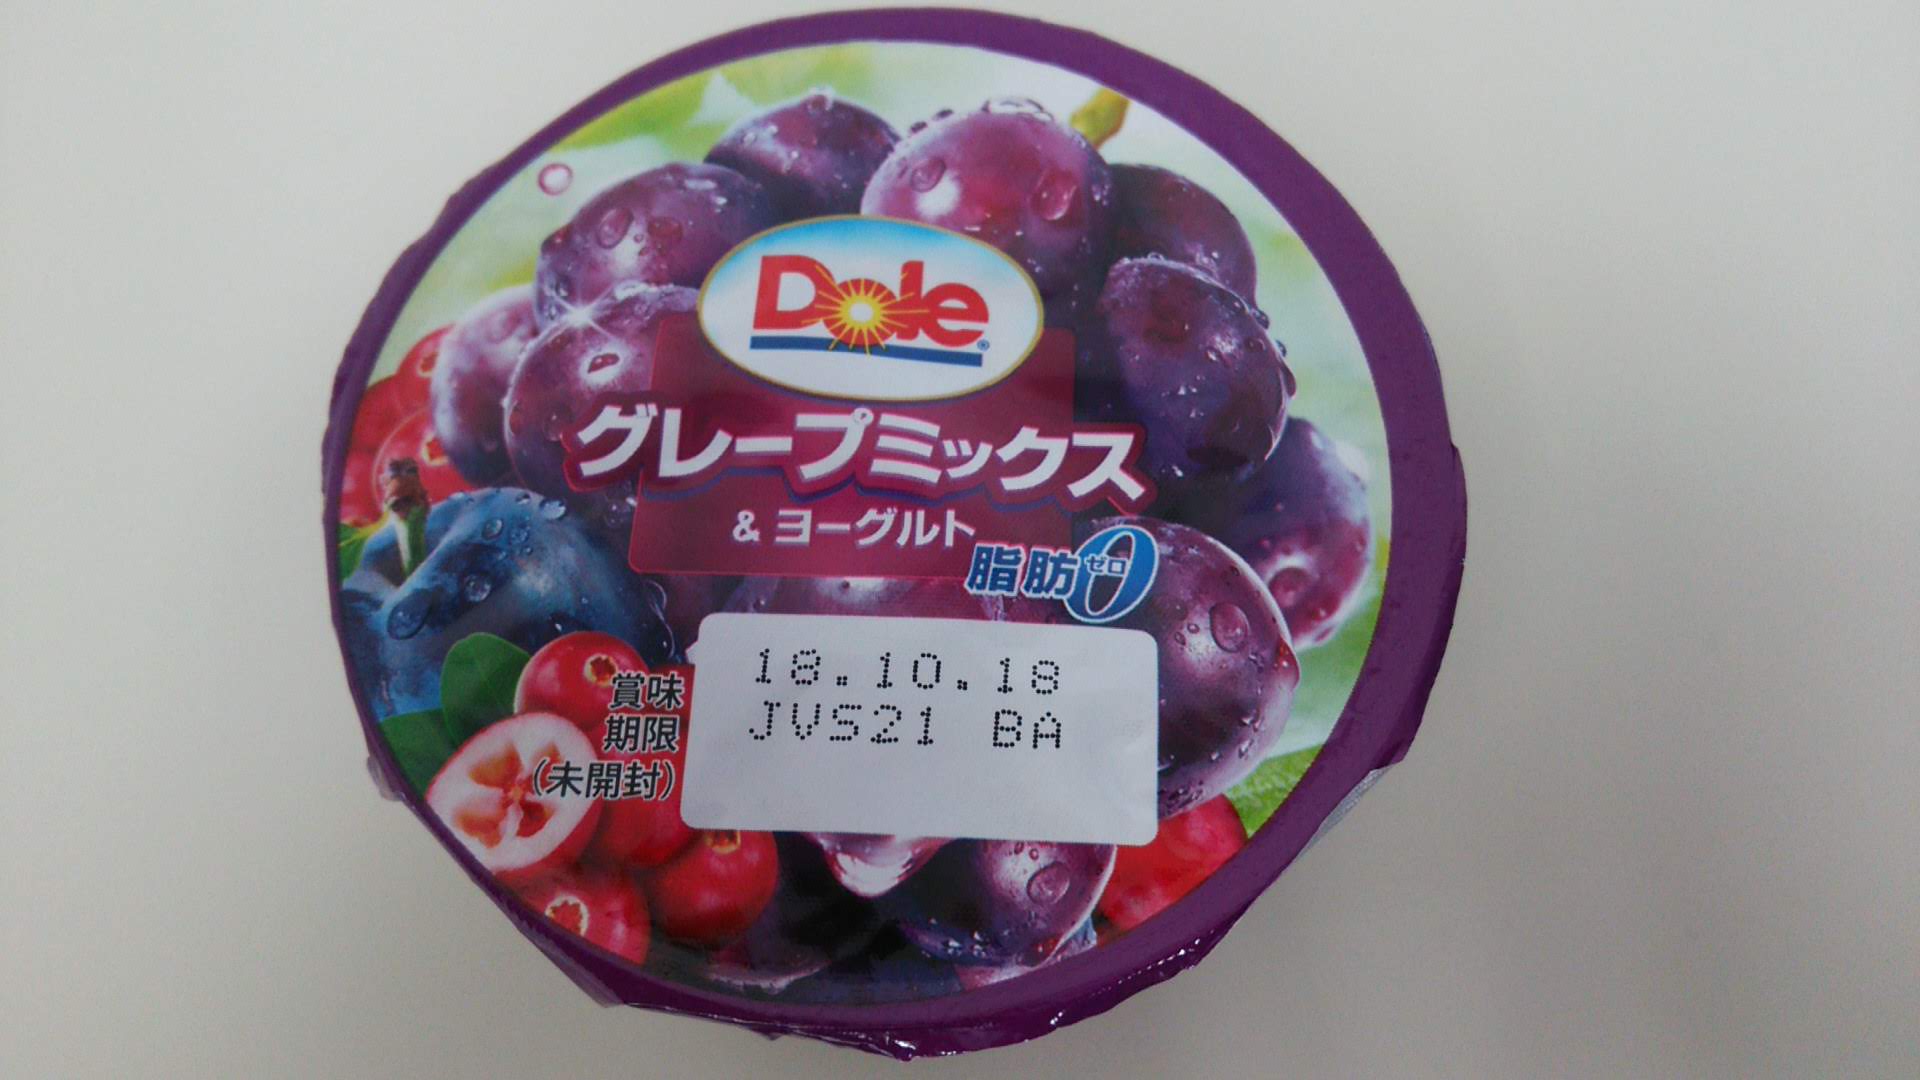 Dole®
グレープミックス
& ヨーグルト
脂肪0
ゼロ
18.10.18
JVS21 BA
賞味
期限
(未開封)